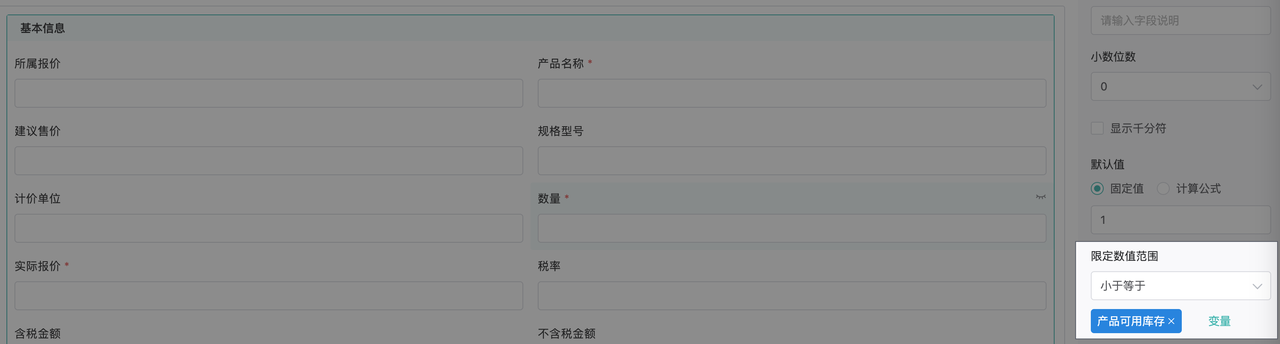 基本信息
所属报价
产品名称 *
建议售价
规格型号
计价单位
数量 *
实际报价 *
税率
含税金额
不含税金额
请输入字段说明
小数位数
0
显示千分符
默认值
固定值 计算公式
1
限定数值范围
小于等于
产品可用库存 × 变量